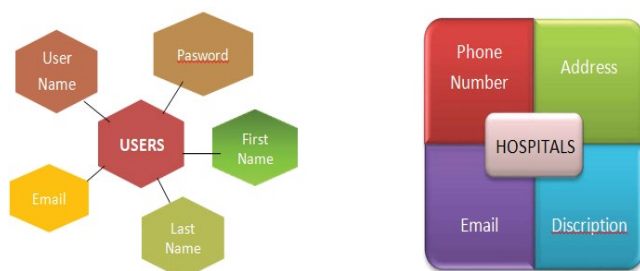 User
Name
Pasword
USERS
First
Name
Email
Last
Name
Phone
Number
Address
HOSPITALS
Email
Discription